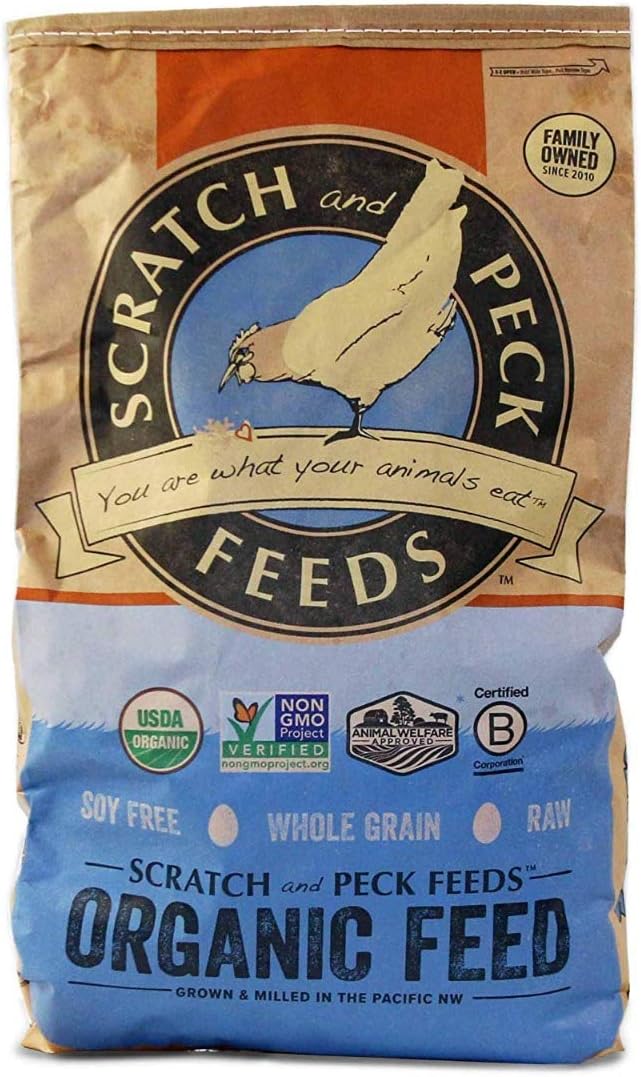 E-Z OPEN
FAMILY
OWNED
SINCE 2010
SCRATCH and PECK
You are what your animals eat™
FEEDS
™
USDA
ORGANIC
NON
GMO
Project
VERIFIED
nongmoproject.org
ANIMAL WELFARE
APPROVED
Certified
B
Corporation
SOY FREE
WHOLE GRAIN
RAW
SCRATCH and PECK FEEDS™
ORGANIC FEED
GROWN & MILLED IN THE PACIFIC NW